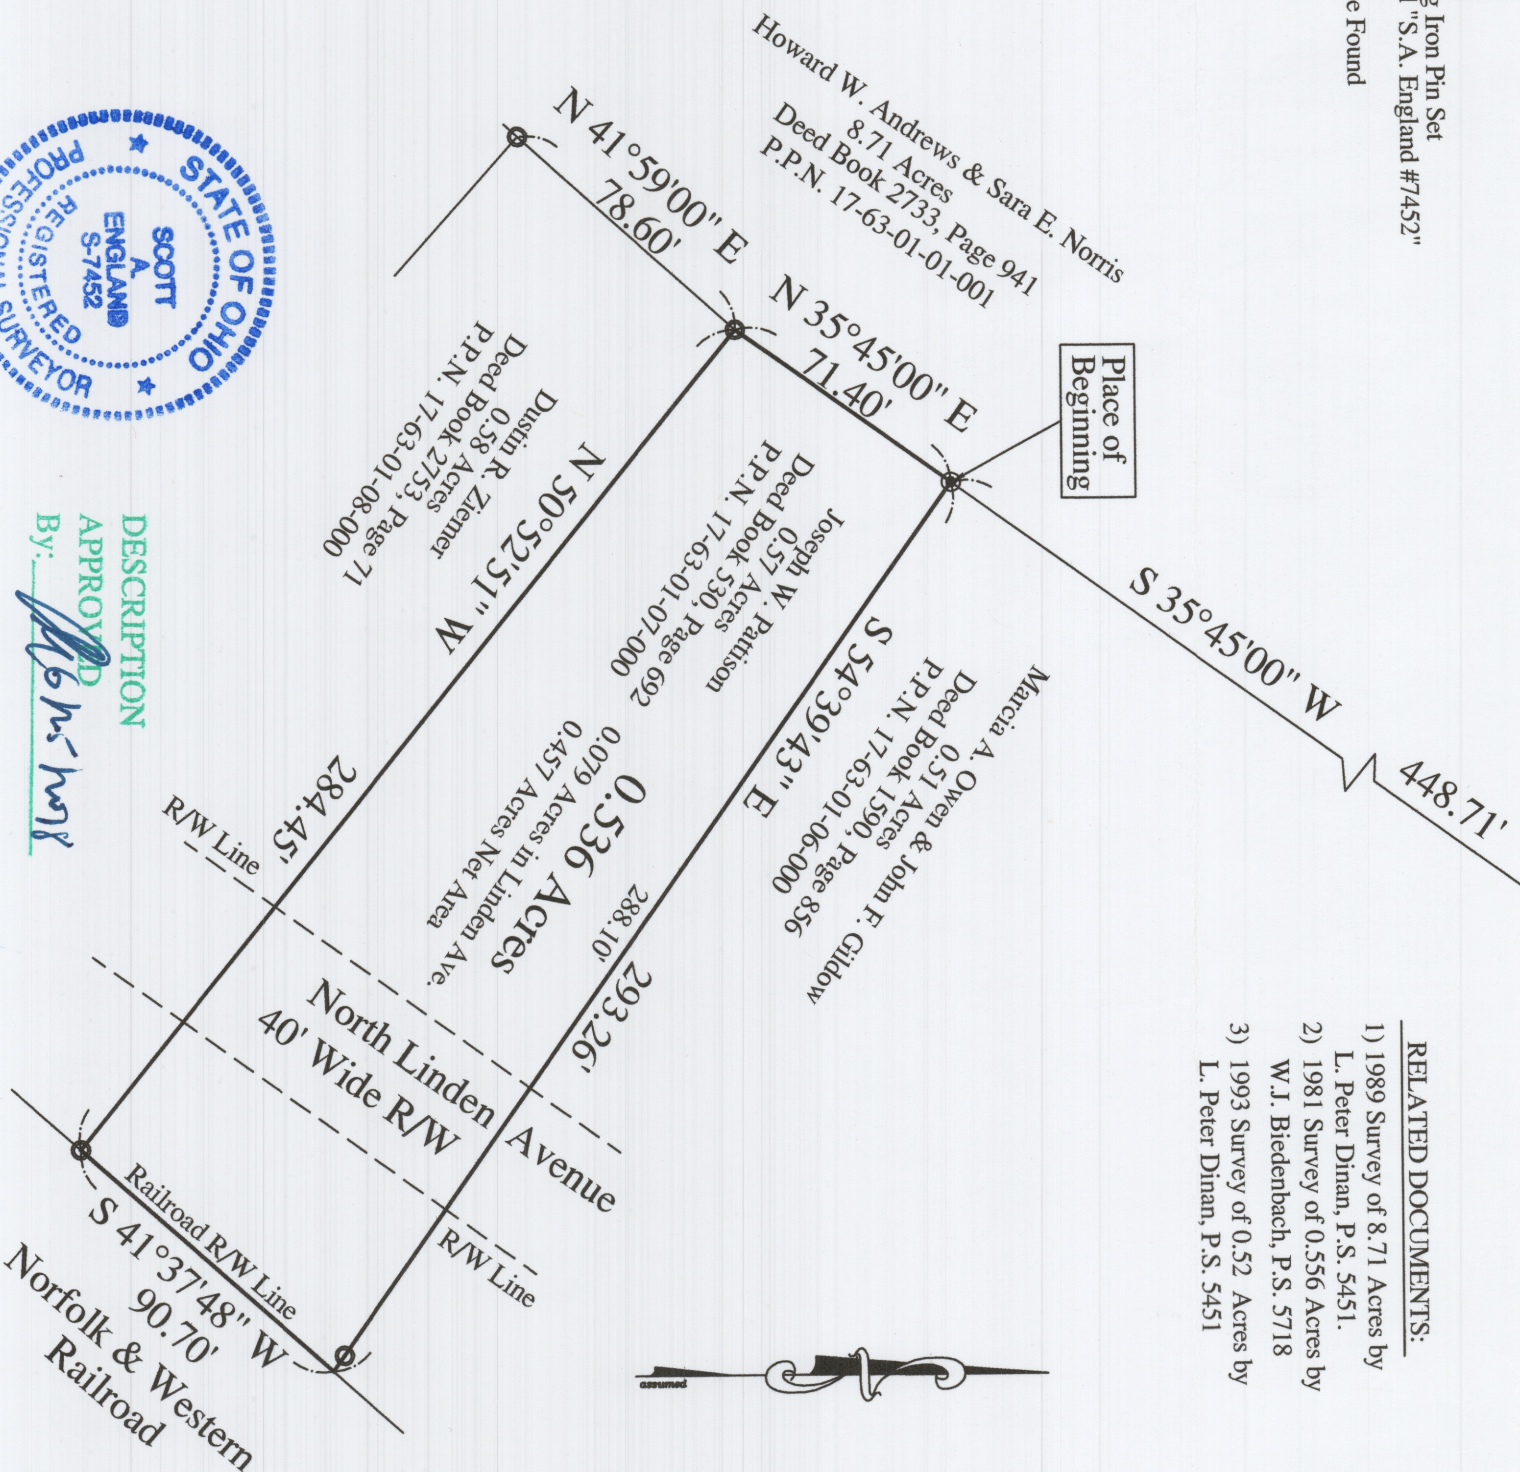 g Iron Pin Set
"S.A. England #7452"
e Found
Howard W. Andrews & Sara E. Norris
8.71 Acres
Deed Book 2733, Page 941
P.P.N. 17-63-01-01-001
N 41°59'00" E
78.60'
N 35°45'00" E
71.40'
Place of
Beginning
S 35°45'00" W
448.71'
STATE OF OHIO
SCOTT
A.
ENGLAND
S-7452
REGISTERED
PROFESSIONAL SURVEYOR
Dustin R. Ziemer
0.58 Acres
Deed Book 2753, Page 71
P.P.N. 17-63-01-08-000
N 50°52'51" W
284.45'
Joseph W. Pattison
0.57 Acres
Deed Book 530, Page 692
P.P.N. 17-63-01-07-000
S 54°39'43" E
288.10'
293.26'
Marcia A. Owen & John F. Gildow
0.51 Acres
Deed Book 1590, Page 856
P.P.N. 17-63-01-06-000
0.536 Acres
0.079 Acres in Linden Ave.
0.457 Acres Net Area
DESCRIPTION
APPROVED
By:
R/W Line
North Linden Avenue
40' Wide R/W
R/W Line
Railroad R/W Line
S 41°37'48" W
90.70'
Norfolk & Western
Railroad
RELATED DOCUMENTS:
1) 1989 Survey of 8.71 Acres by
L. Peter Dinan, P.S. 5451.
2) 1981 Survey of 0.556 Acres by
W.J. Biedenbach, P.S. 5718
3) 1993 Survey of 0.52 Acres by
L. Peter Dinan, P.S. 5451
N
assumed